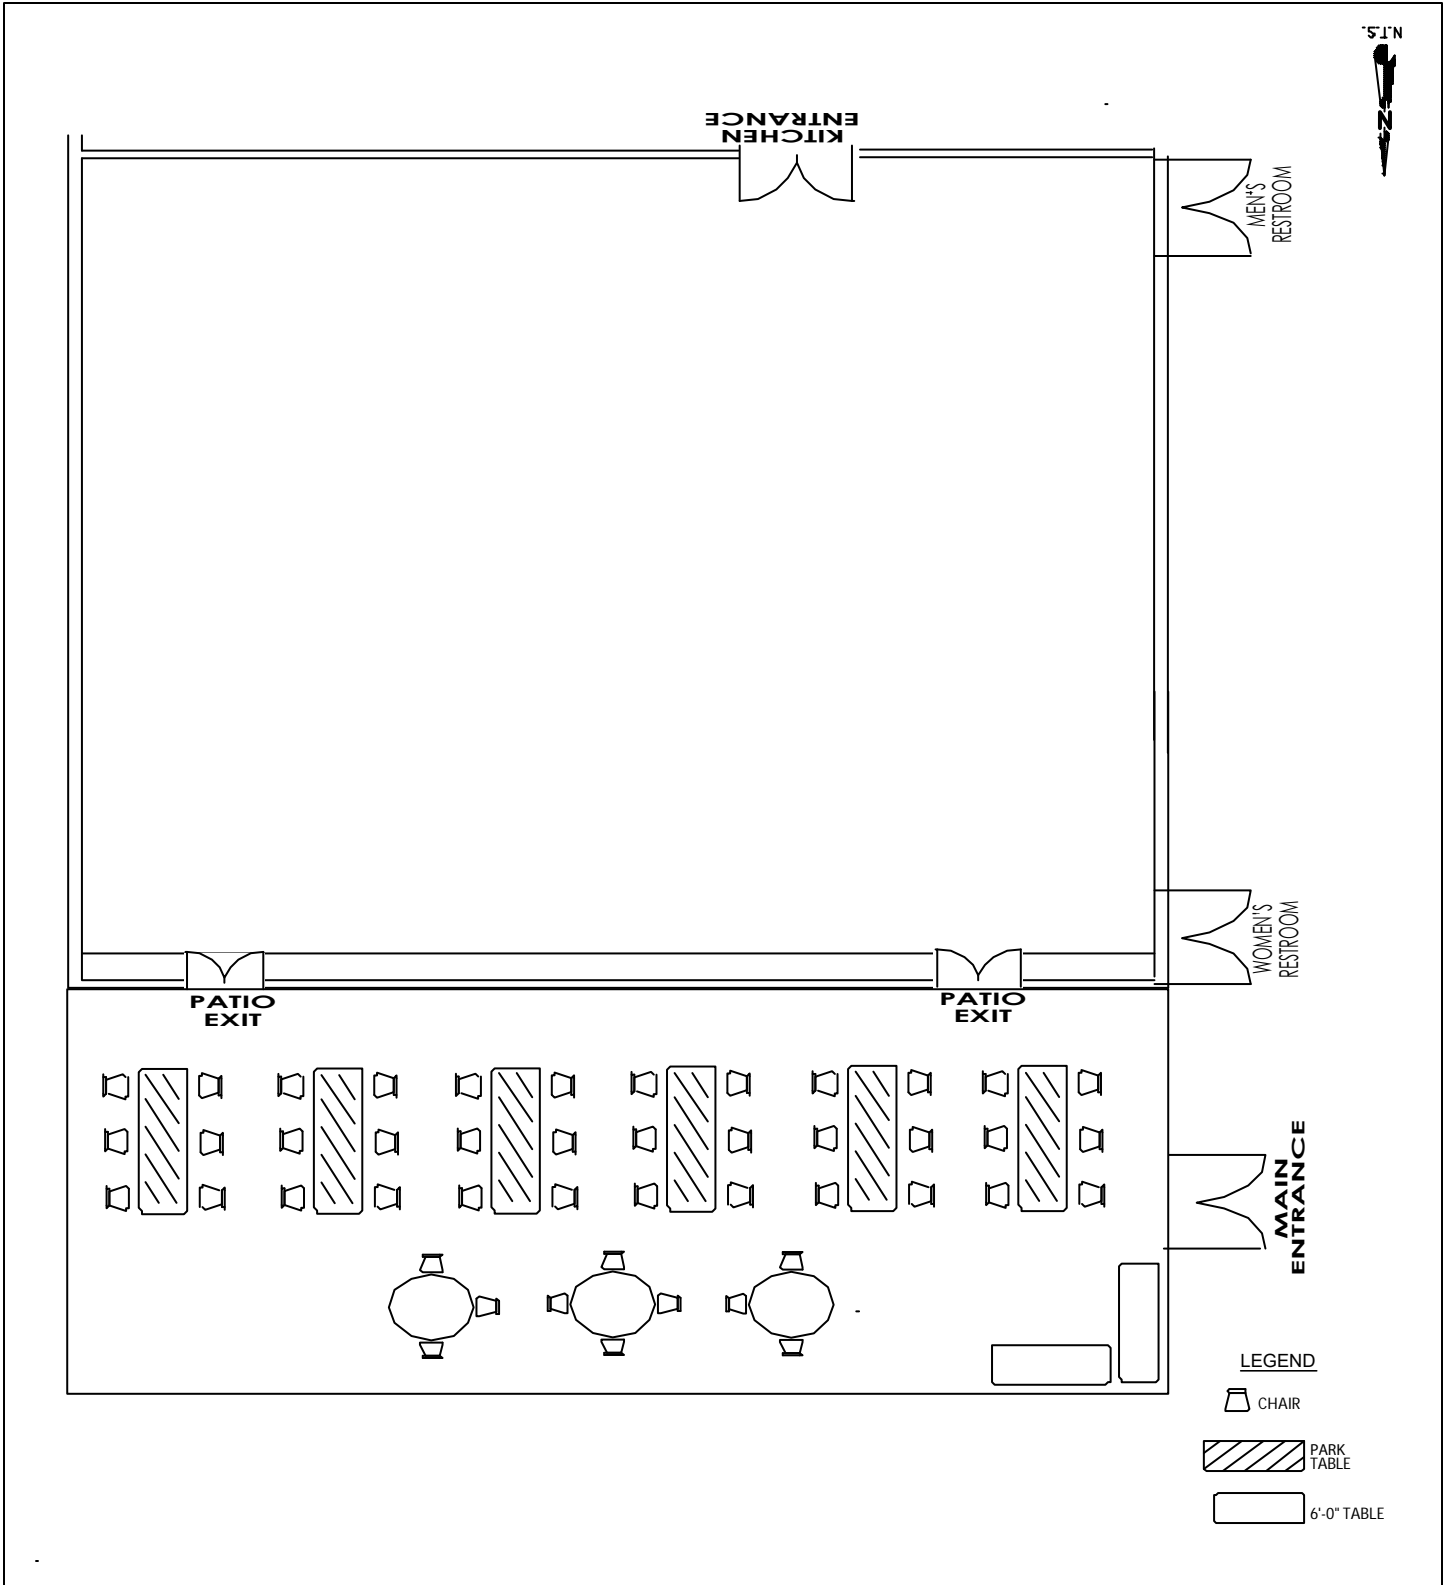 N.T.S.
N
KITCHEN
ENTRANCE
MEN'S
RESTROOM
WOMEN'S
RESTROOM
PATIO
EXIT
PATIO
EXIT
MAIN
ENTRANCE
LEGEND
CHAIR
PARK
TABLE
6'-0" TABLE